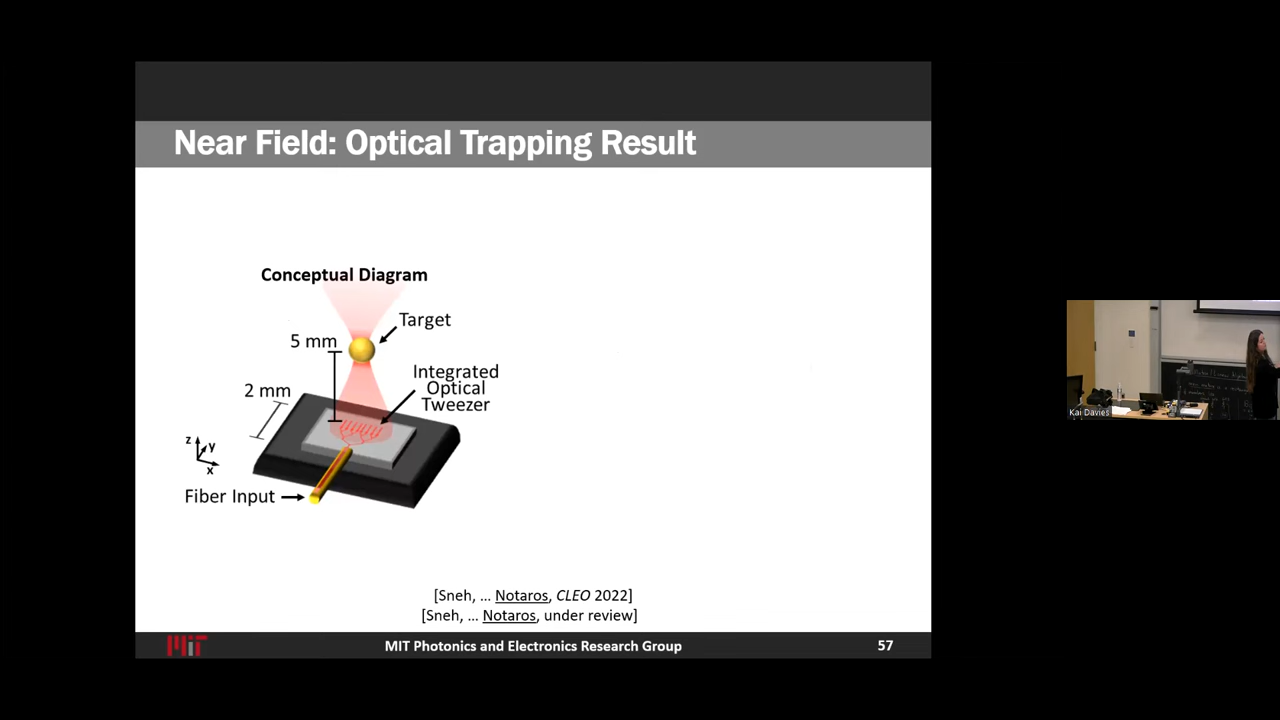 Near Field: Optical Trapping Result
Conceptual Diagram
Target
5 mm
Integrated
Optical
Tweezer
2 mm
z
y
x
Fiber Input
[Sneh, ... Notaros, CLEO 2022]
[Sneh, ... Notaros, under review]
MIT
MIT Photonics and Electronics Research Group
57
Kai Davies